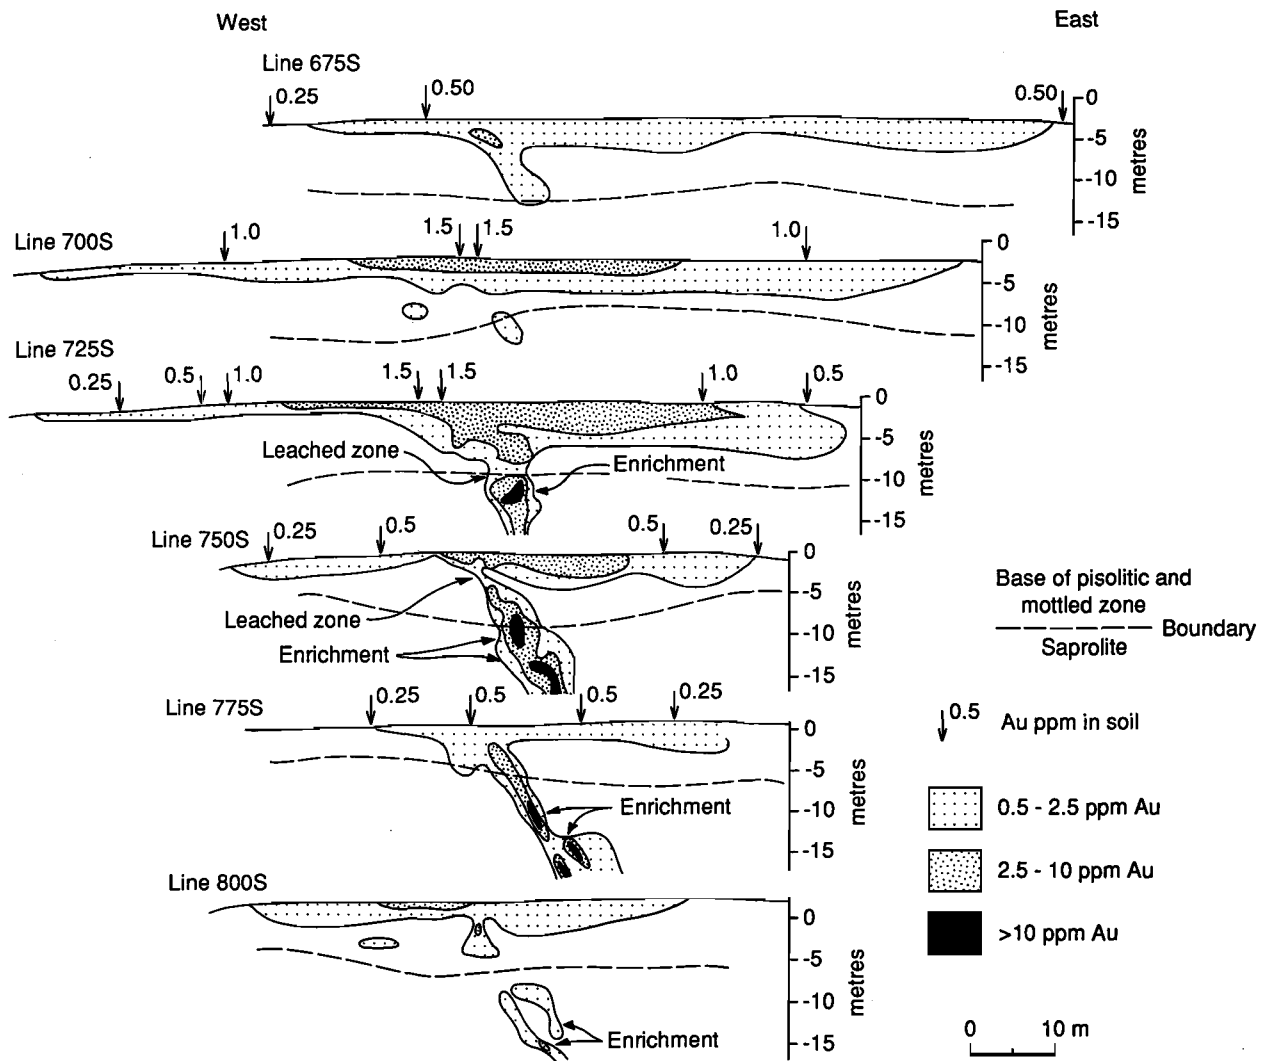 West
East
Line 675S
0.25
0.50
0.50
0
-5
-10
-15
metres
Line 700S
1.0
1.5
1.5
1.0
0
-5
-10
-15
metres
Line 725S
0.25
0.5
1.0
1.5
1.5
1.0
0.5
0
-5
-10
-15
metres
Leached zone
Enrichment
Line 750S
0.25
0.5
0.5
0.25
0
-5
-10
-15
metres
Leached zone
Enrichment
Line 775S
0.25
0.5
0.5
0.25
0
-5
-10
-15
metres
Enrichment
Line 800S
0
-5
-10
-15
metres
Enrichment
Base of pisolitic and
mottled zone
Boundary
Saprolite
0.5
Au ppm in soil
0.5 - 2.5 ppm Au
2.5 - 10 ppm Au
>10 ppm Au
0 10 m